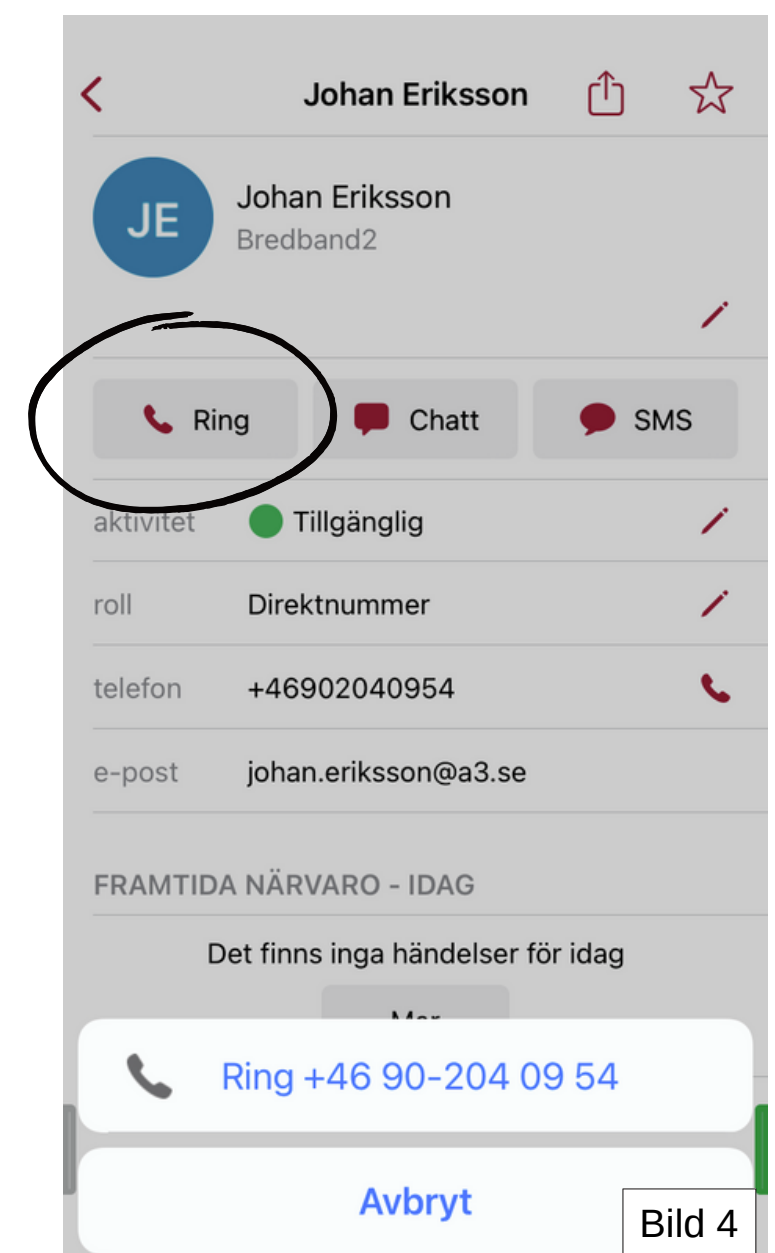 Johan Eriksson
JE
Johan Eriksson
Bredband2
Ring Chatt SMS
aktivitet Tillgänglig
roll Direktnummer
telefon +46902040954
e-post johan.eriksson@a3.se
FRAMTIDA NÄRVARO - IDAG
Det finns inga händelser för idag
Mer
Ring +46 90-204 09 54
Avbryt
Bild 4